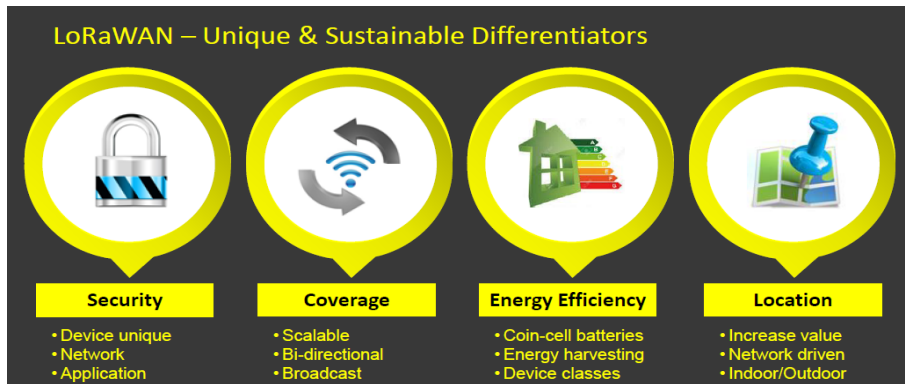 LoRaWAN – Unique & Sustainable Differentiators
Security
• Device unique
• Network
• Application
Coverage
• Scalable
• Bi-directional
• Broadcast
Energy Efficiency
• Coin-cell batteries
• Energy harvesting
• Device classes
Location
• Increase value
• Network driven
• Indoor/Outdoor